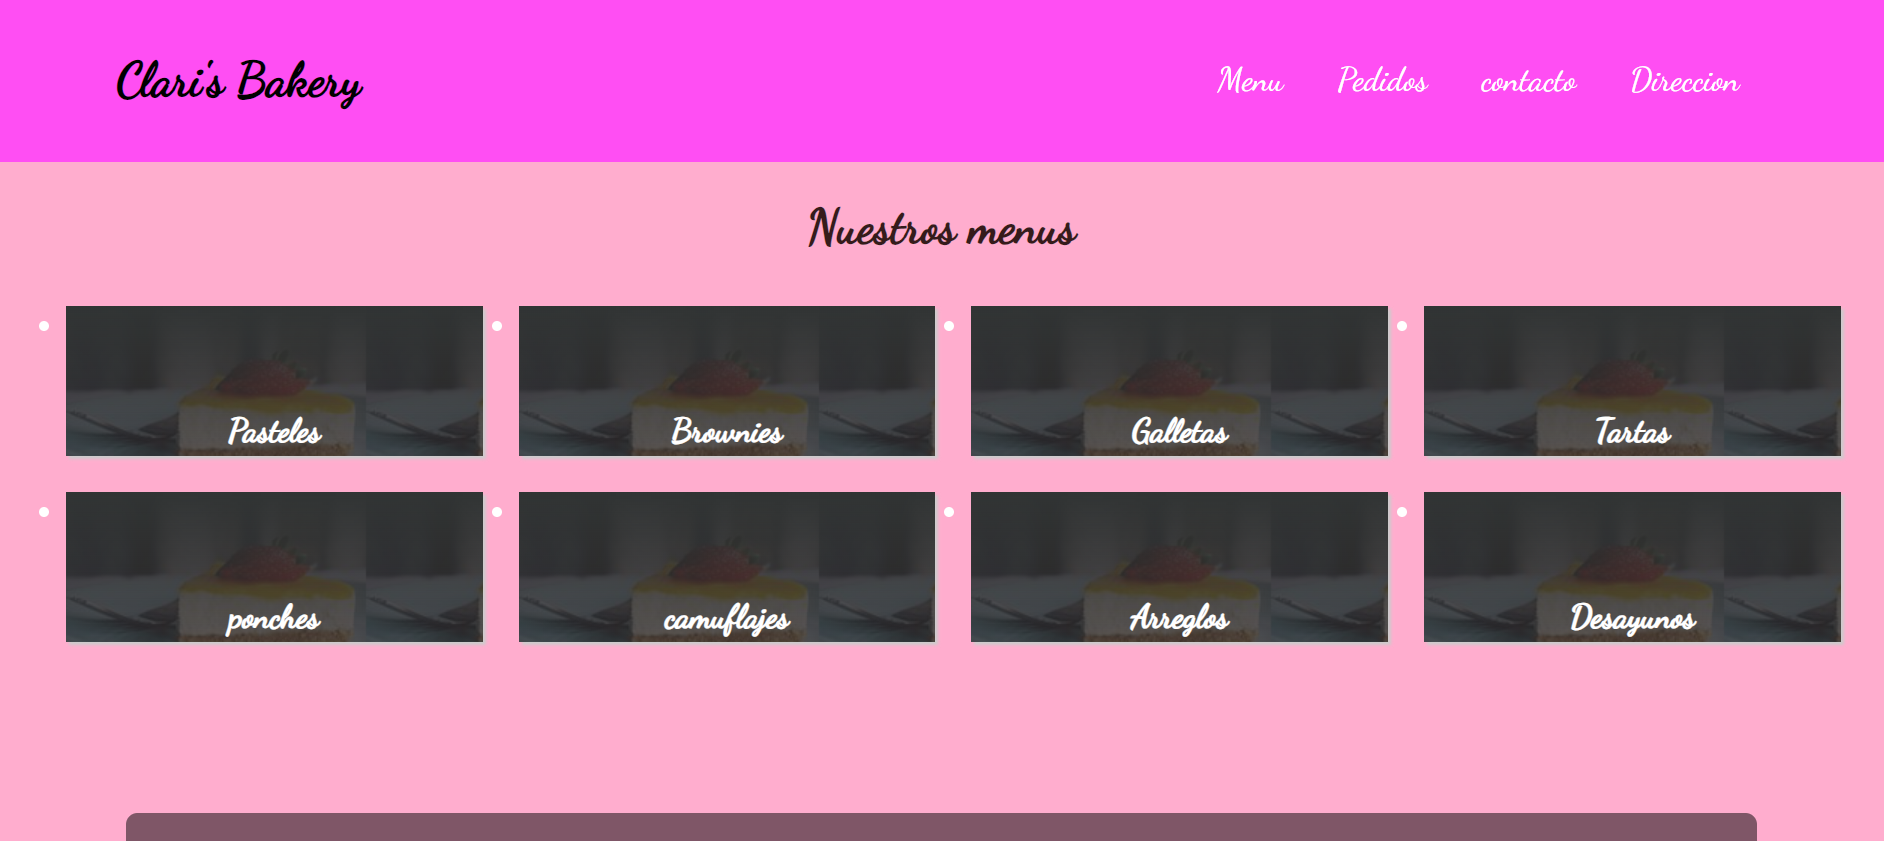 Clari's Bakery
Menu Pedidos contacto Direccion
Nuestros menus
Pasteles Brownies Galletas Tartas
ponches camuflajes Arreglos Desayunos